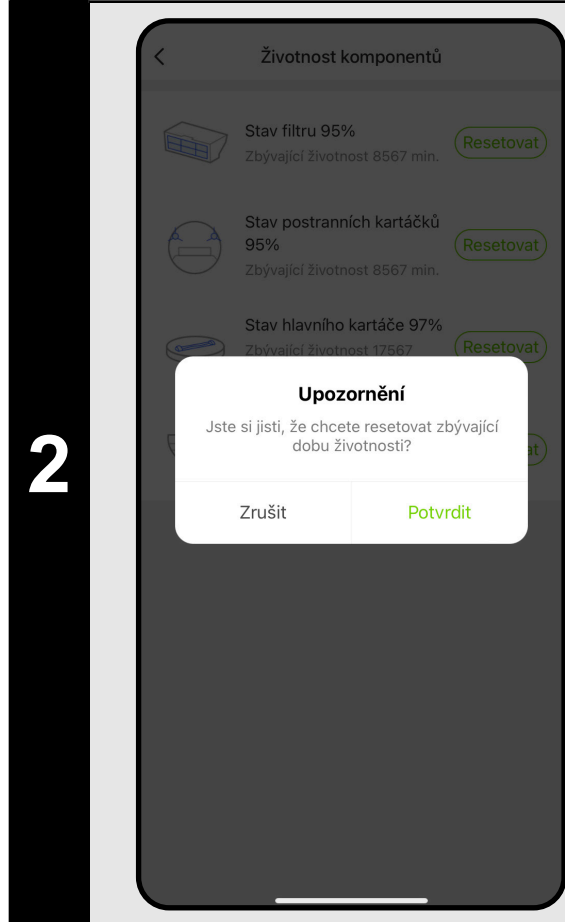 2
Životnost komponentů
Stav filtru 95%
Zbývající životnost 8567 min.
Resetovat
Stav postranních kartáčků
95%
Zbývající životnost 8567 min.
Resetovat
Stav hlavního kartáče 97%
Zbývající životnost 17567
Resetovat
Upozornění
Jste si jisti, že chcete resetovat zbývající
dobu životnosti?
Zrušit
Potvrdit